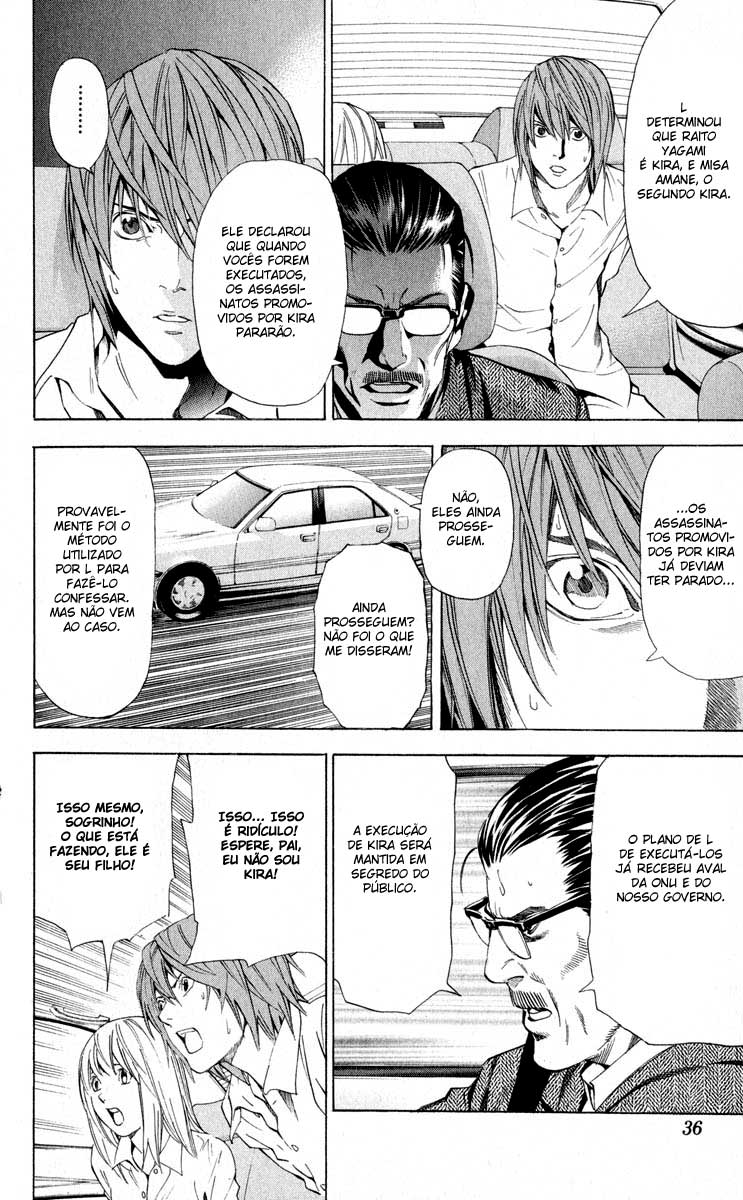 L
DETERMINOU
QUE RAITO
YAGAMI
É KIRA, E MISA
AMANE, O
SEGUNDO KIRA.
ELE DECLAROU
QUE QUANDO
VOCÊS FOREM
EXECUTADOS,
OS ASSASSI-
NATOS PROMO-
VIDOS POR KIRA
PARARÃO.
.........
...OS
ASSASSINA-
TOS PROMOVI-
DOS POR KIRA
JÁ DEVIAM
TER PARADO...
NÃO,
ELES AINDA
PROSSE-
GUEM.
AINDA
PROSSEGUEM?
NÃO FOI O QUE
ME DISSERAM!
PROVAVEL-
MENTE FOI O
MÉTODO
UTILIZADO
POR L PARA
FAZÊ-LO
CONFESSAR.
MAS NÃO VEM
AO CASO.
O PLANO DE L
DE EXECUTÁ-LOS
JÁ RECEBEU AVAL
DA ONU E DO
NOSSO GOVERNO.
A EXECUÇÃO
DE KIRA SERÁ
MANTIDA EM
SEGREDO DO
PÚBLICO.
ISSO... ISSO
É RIDÍCULO!
ESPERE, PAI,
EU NÃO SOU
KIRA!
ISSO MESMO,
SOGRINHO!
O QUE ESTÁ
FAZENDO, ELE É
SEU FILHO!
36